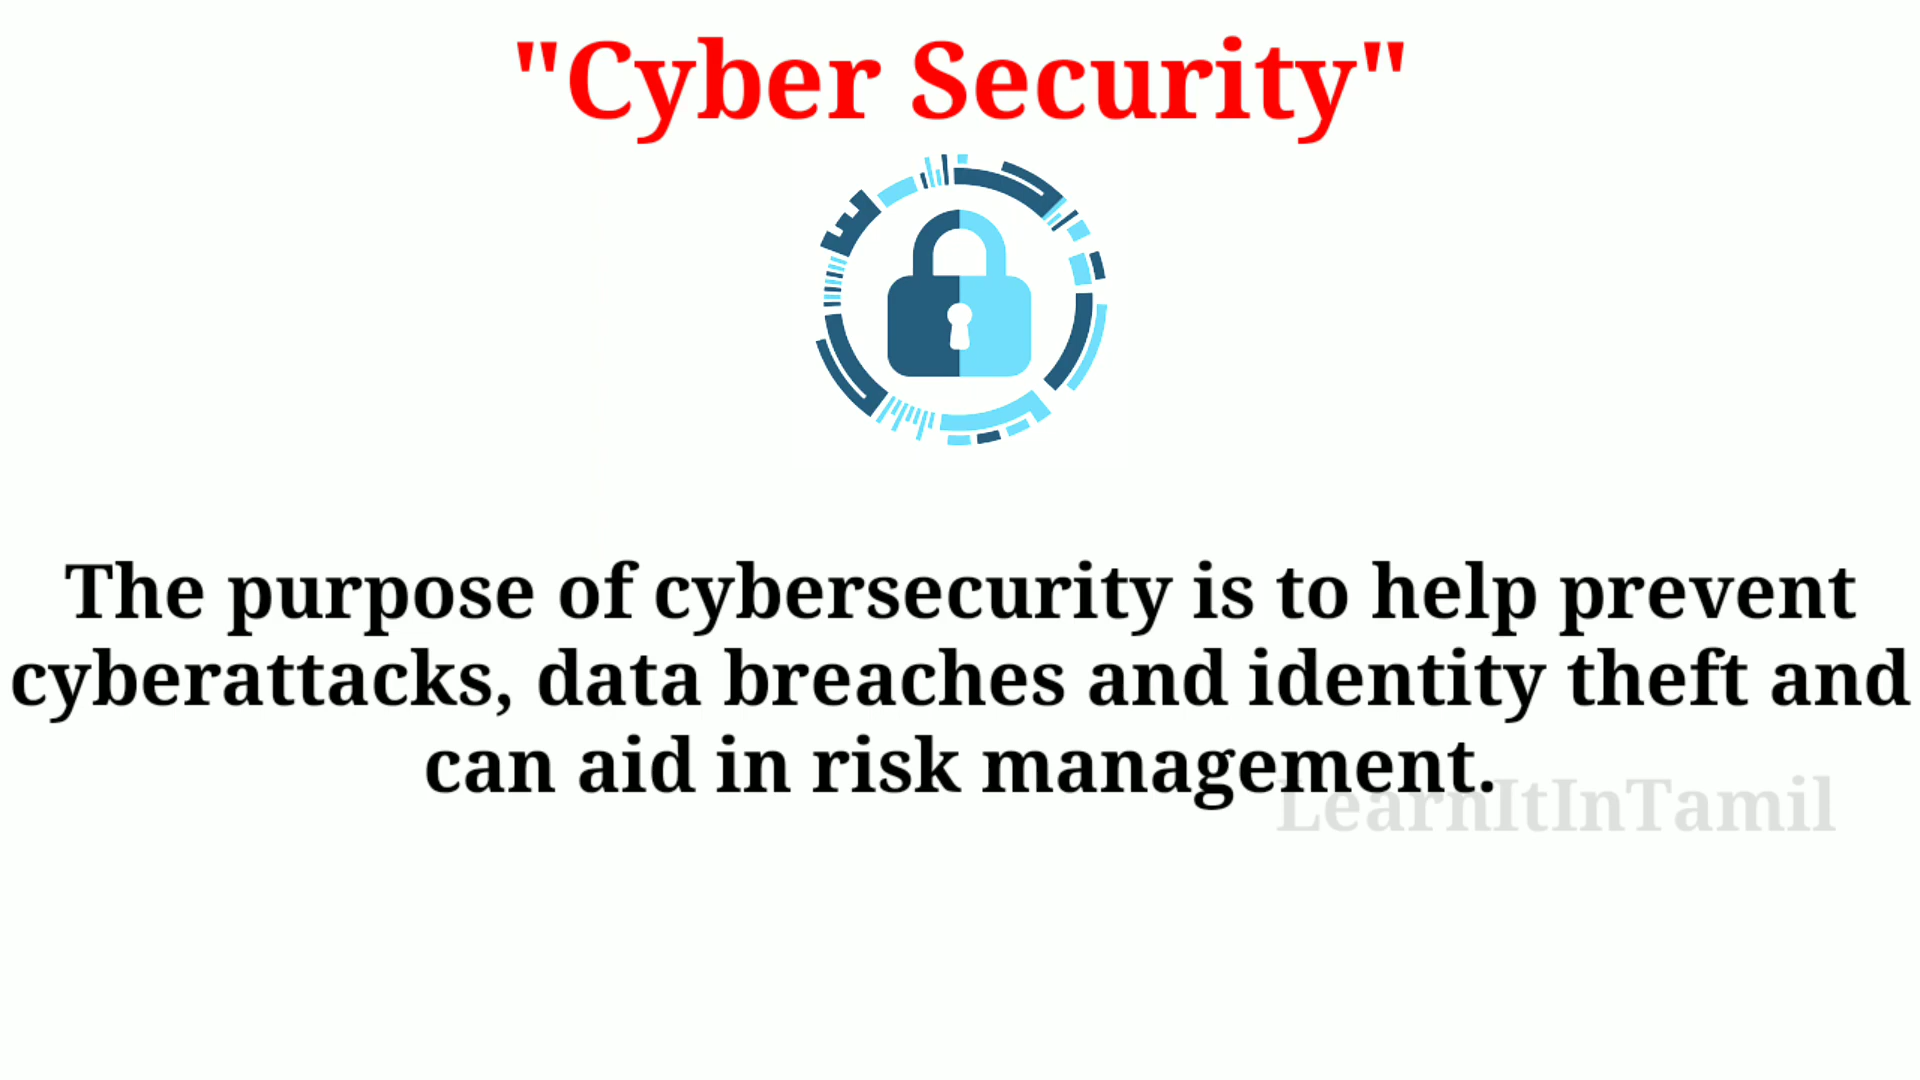 "Cyber Security"
The purpose of cybersecurity is to help prevent
cyberattacks, data breaches and identity theft and
can aid in risk management.
LearnItInTamil